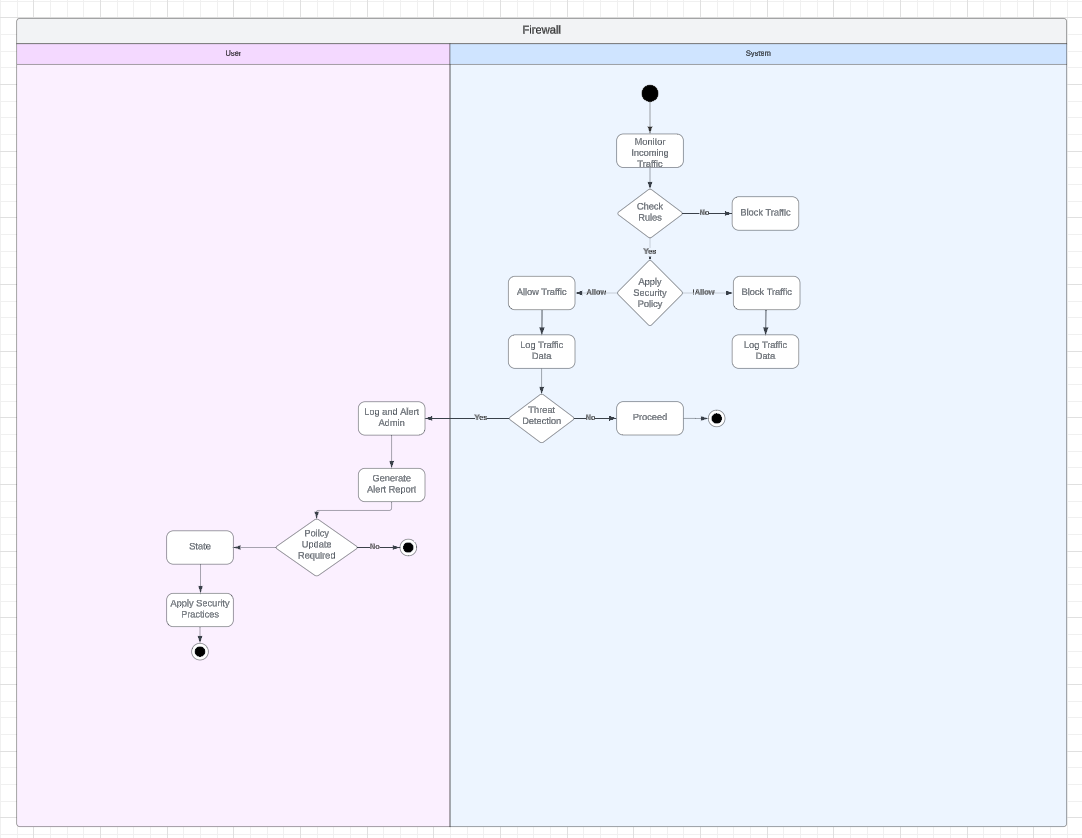 Firewall
User
System
Monitor
Incoming
Traffic
Check
Rules
No
Block Traffic
Yes
Allow Traffic
Allow
Apply
Security
Policy
!Allow
Block Traffic
Log Traffic
Data
Log Traffic
Data
Log and Alert
Admin
Yes
Threat
Detection
No
Proceed
Generate
Alert Report
State
Policy
Update
Required
No
Apply Security
Practices